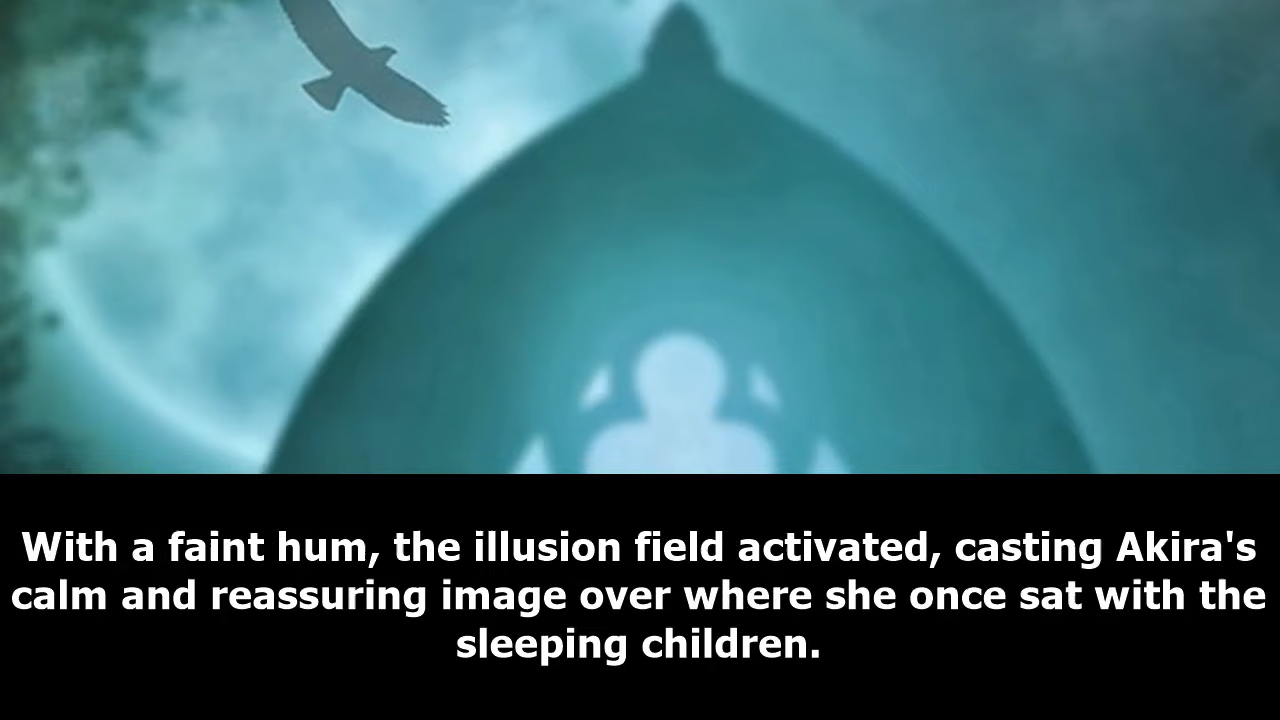 With a faint hum, the illusion field activated, casting Akira's
calm and reassuring image over where she once sat with the
sleeping children.